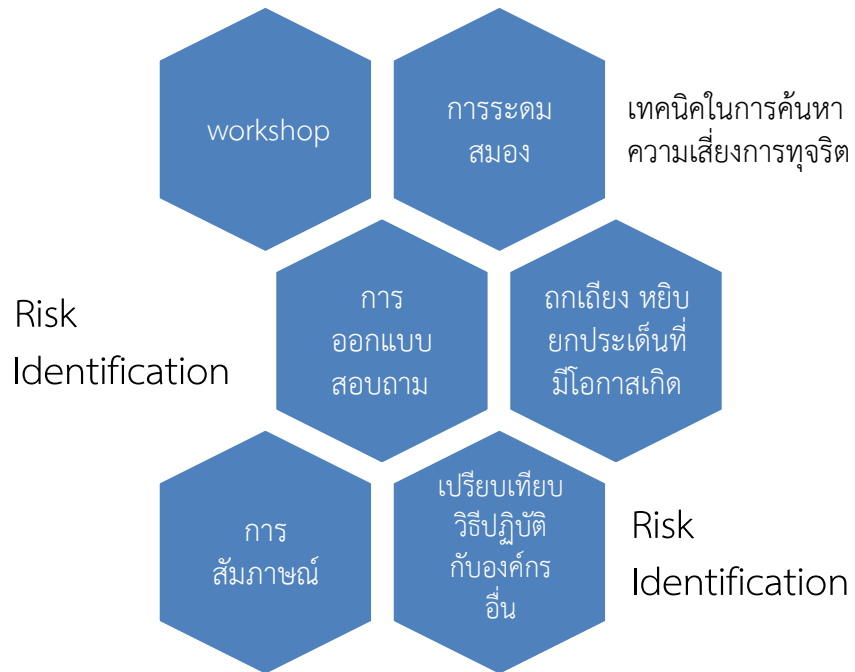 workshop
การระดม
สมอง
เทคนิคในการค้นหา
ความเสี่ยงการทุจริต
Risk
Identification
การ
ออกแบบ
สอบถาม
ถกเถียง หยิบ
ยกประเด็นที่
มีโอกาสเกิด
การ
สัมภาษณ์
เปรียบเทียบ
วิธีปฏิบัติ
กับองค์กร
อื่น
Risk
Identification